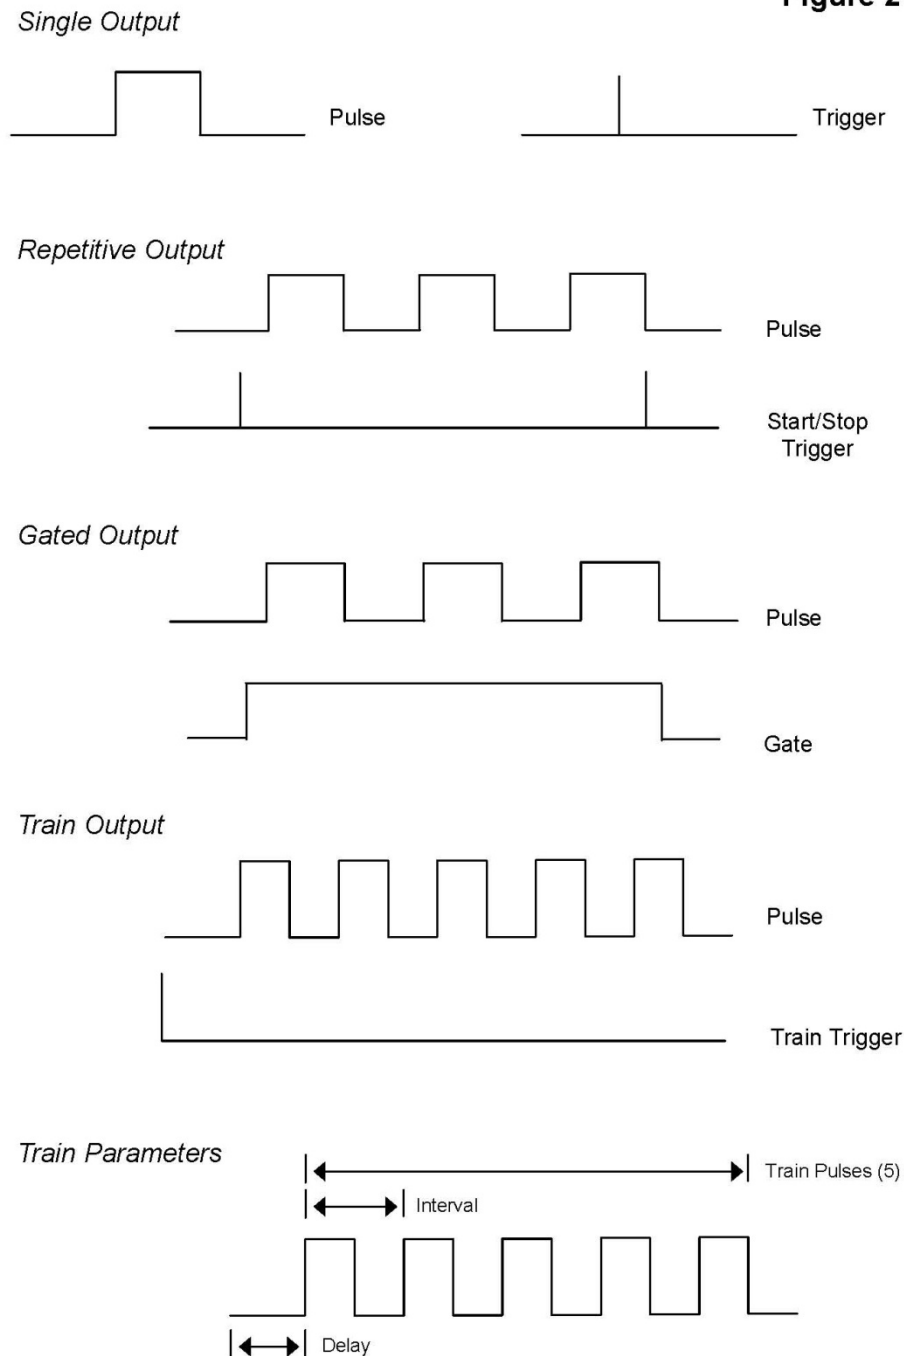 Figure 2
Single Output
Pulse
Trigger
Repetitive Output
Pulse
Start/Stop
Trigger
Gated Output
Pulse
Gate
Train Output
Pulse
Train Trigger
Train Parameters
Train Pulses (5)
Interval
Delay